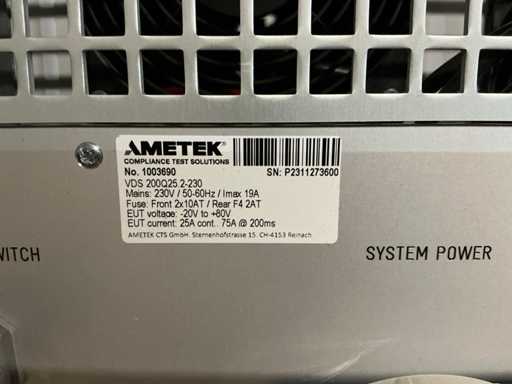 AMETEK®
COMPLIANCE TEST SOLUTIONS
No. 1003690 SN: P2311273600
VDS 200Q25.2-230
Mains: 230V / 50-60Hz / Imax 19A
Fuse: Front 2x10AT / Rear F4 2AT
EUT voltage: -20V to +80V
EUT current: 25A cont.. 75A @ 200ms
AMETEK CTS GmbH. Sternenhofstrasse 15. CH-4153 Reinach
WITCH SYSTEM POWER